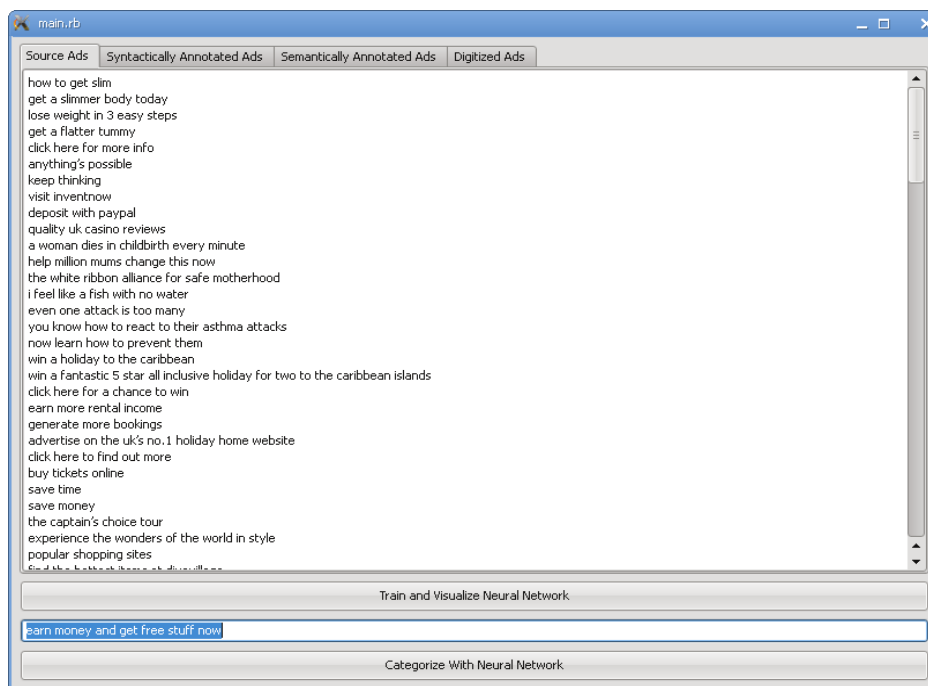 main.rb
Source Ads Syntactically Annotated Ads Semantically Annotated Ads Digitized Ads
how to get slim
get a slimmer body today
lose weight in 3 easy steps
get a flatter tummy
click here for more info
anything's possible
keep thinking
visit inventnow
deposit with paypal
quality uk casino reviews
a woman dies in childbirth every minute
help million mums change this now
the white ribbon alliance for safe motherhood
i feel like a fish with no water
even one attack is too many
you know how to react to their asthma attacks
now learn how to prevent them
win a holiday to the caribbean
win a fantastic 5 star all inclusive holiday for two to the caribbean islands
click here for a chance to win
earn more rental income
generate more bookings
advertise on the uk's no.1 holiday home website
click here to find out more
buy tickets online
save time
save money
the captain's choice tour
experience the wonders of the world in style
popular shopping sites
find the hottest items at
Train and Visualize Neural Network
earn money and get free stuff now
Categorize With Neural Network